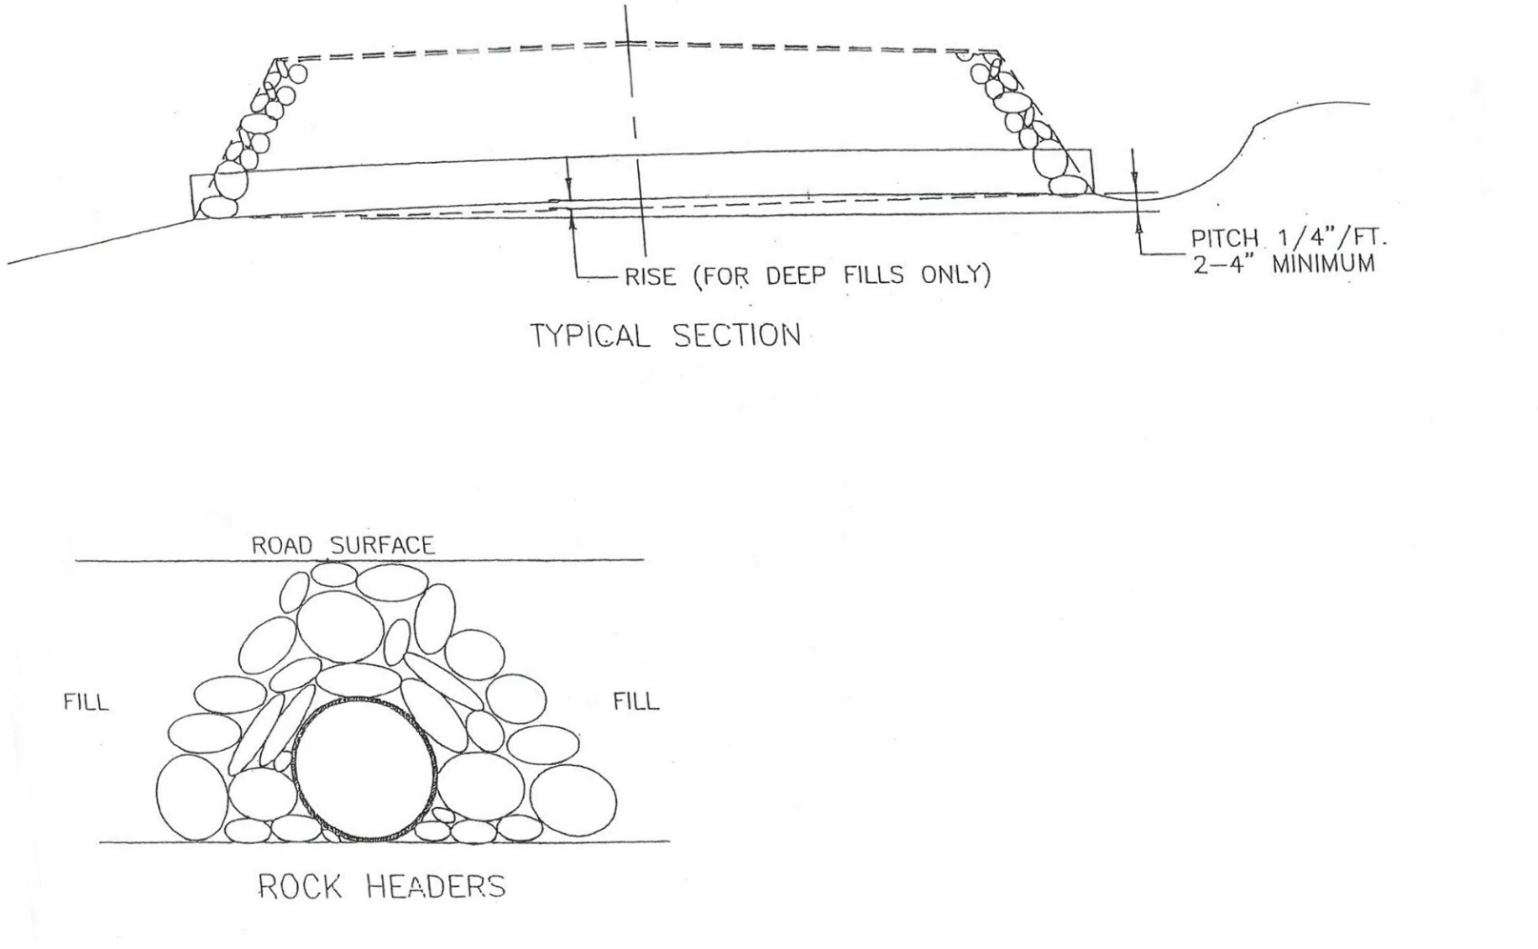 PITCH 1/4"/FT.
2-4" MINIMUM
RISE (FOR DEEP FILLS ONLY)
TYPICAL SECTION
ROAD SURFACE
FILL
FILL
ROCK HEADERS